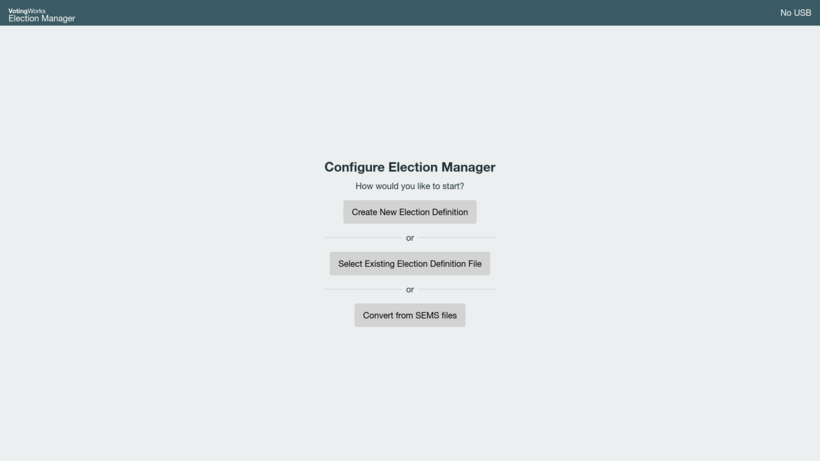 VotingWorks
Election Manager
No USB
Configure Election Manager
How would you like to start?
Create New Election Definition
or
Select Existing Election Definition File
or
Convert from SEMS files